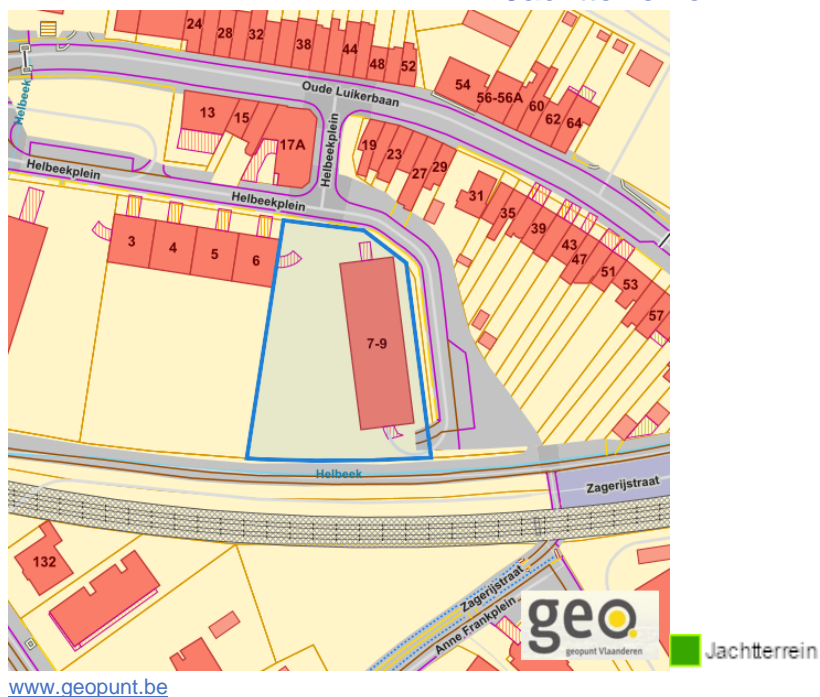 24
28
32
38
44
48
52
54
56-56A
60
62
64
Oude Luikerbaan
Helbeek
13
15
17A
Helbeekplein
19
23
27
29
Helbeekplein
Helbeekplein
31
35
39
43
47
51
53
57
3
4
5
6
7-9
Helbeek
Zagerijstraat
132
Zagerijstraat
Anne Frankplein
geo.
geopunt Vlaanderen
Jachtterrein
www.geopunt.be